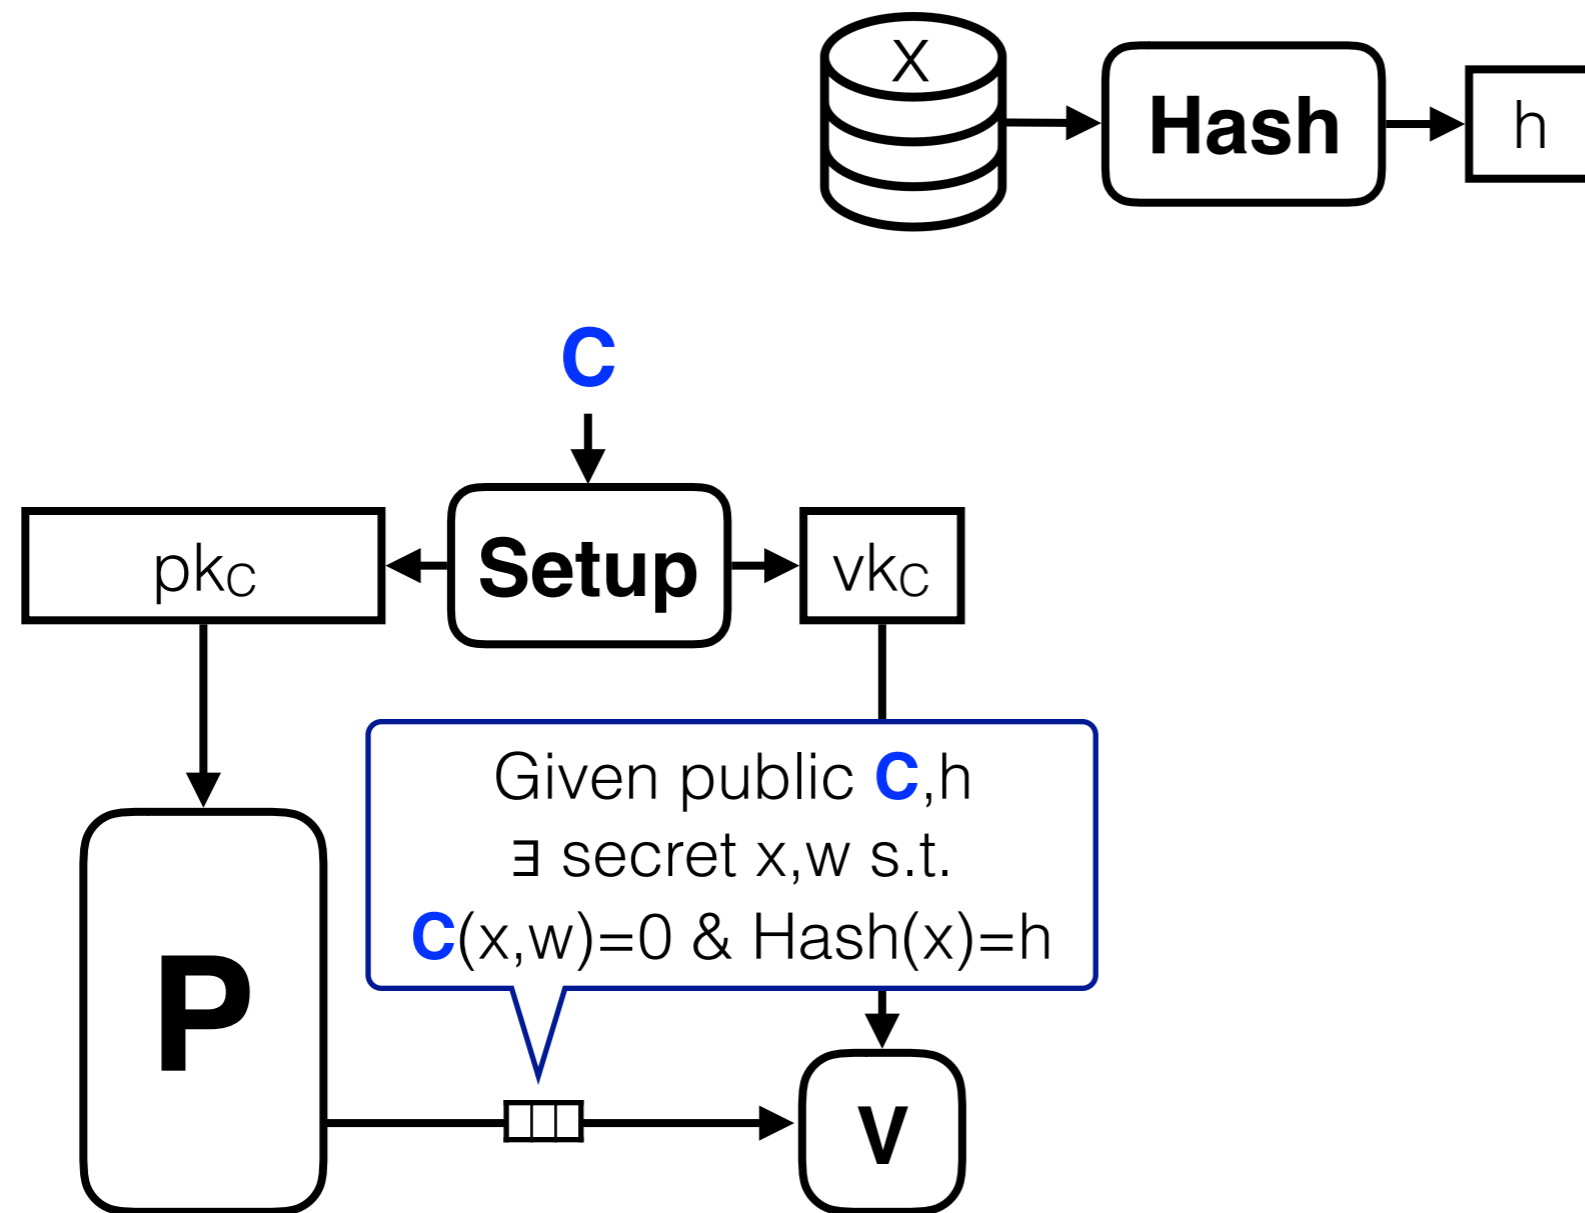 X
Hash
h
C
pkC
Setup
vkC
Given public C,h
∃ secret x,w s.t.
C(x,w)=0 & Hash(x)=h
P
V